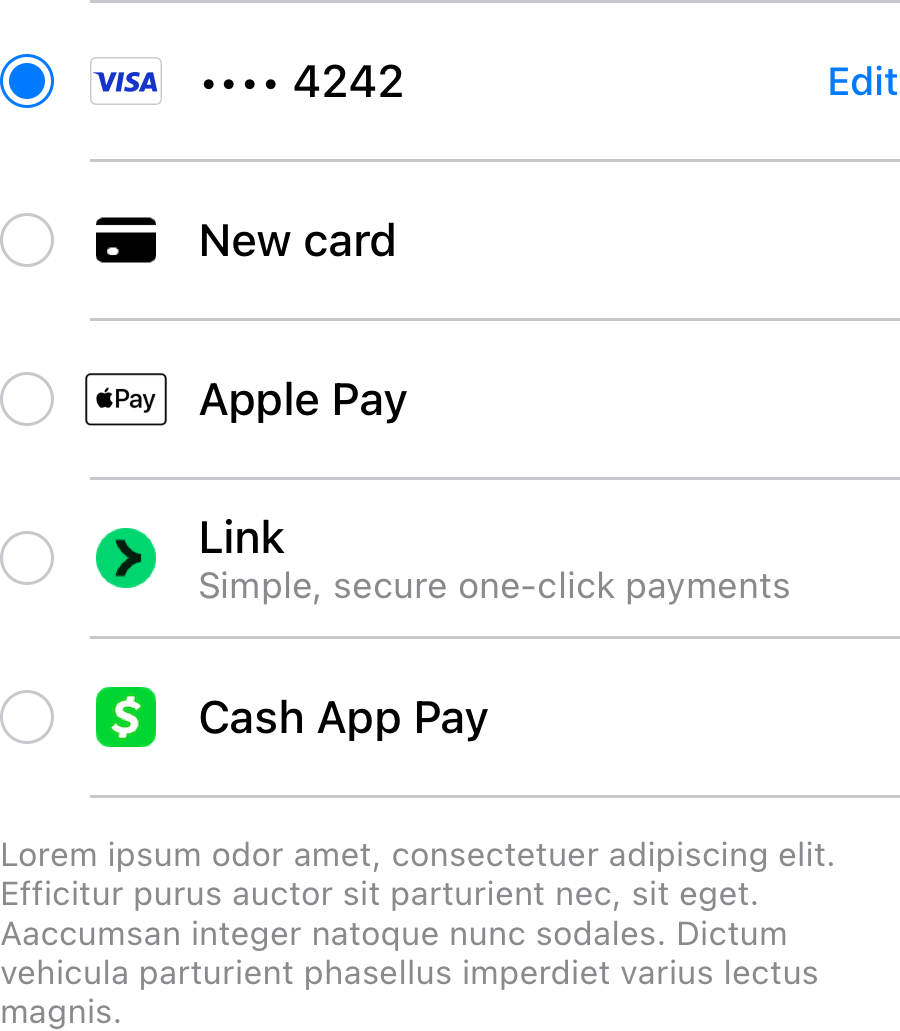 VISA •••• 4242 Edit
New card
Pay Apple Pay
Link
Simple, secure one-click payments
$ Cash App Pay
Lorem ipsum odor amet, consectetuer adipiscing elit.
Efficitur purus auctor sit parturient nec, sit eget.
Aaccumsan integer natoque nunc sodales. Dictum
vehicula parturient phasellus imperdiet varius lectus
magnis.